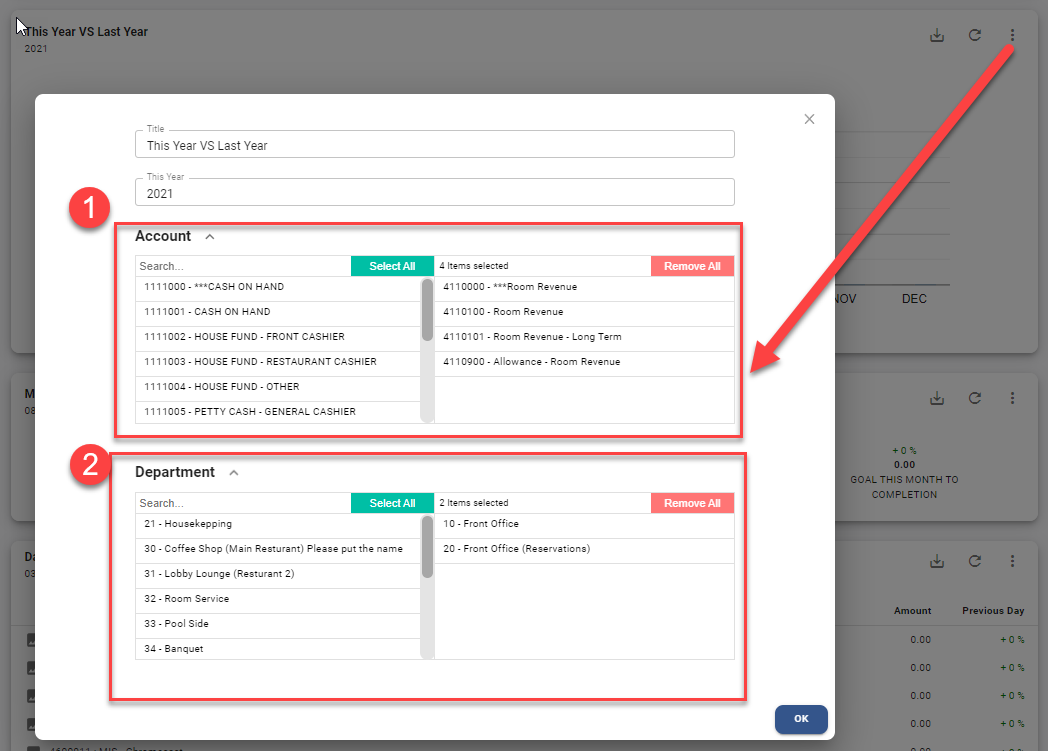 This Year VS Last Year
2021
Title
This Year VS Last Year
This Year
2021
1
Account
Search...
Select All
4 Items selected
Remove All
1111000 - ***CASH ON HAND
4110000 - ***Room Revenue
1111001 - CASH ON HAND
4110100 - Room Revenue
1111002 - HOUSE FUND - FRONT CASHIER
4110101 - Room Revenue - Long Term
1111003 - HOUSE FUND - RESTAURANT CASHIER
4110900 - Allowance - Room Revenue
1111004 - HOUSE FUND - OTHER
1111005 - PETTY CASH - GENERAL CASHIER
NOV
DEC
2
Department
Search...
Select All
2 Items selected
Remove All
21 - Housekepping
10 - Front Office
30 - Coffee Shop (Main Resturant) Please put the name
20 - Front Office (Reservations)
31 - Lobby Lounge (Resturant 2)
32 - Room Service
33 - Pool Side
34 - Banquet
OK
+ 0 %
0.00
GOAL THIS MONTH TO
COMPLETION
Amount
Previous Day
0.00
+ 0 %
0.00
+ 0 %
0.00
+ 0 %
0.00
+ 0 %